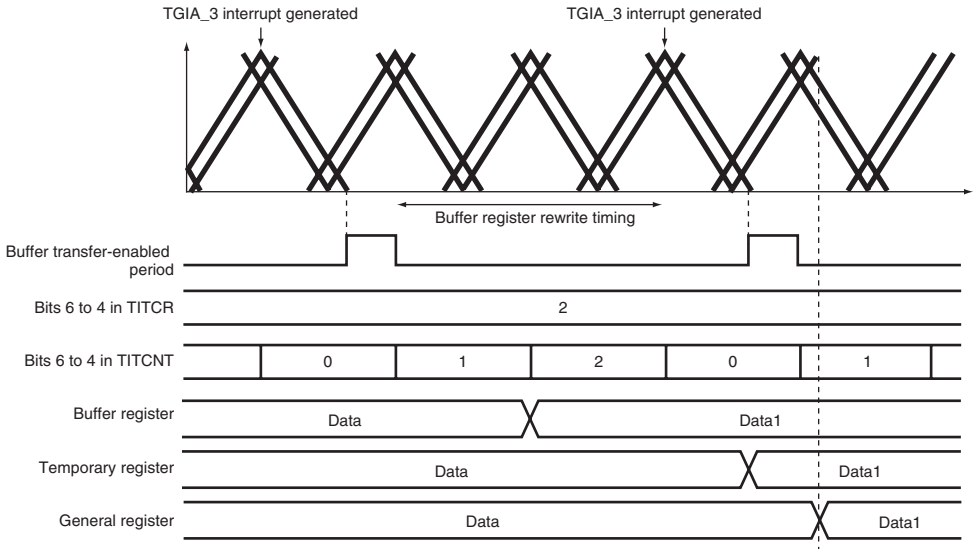 TGIA_3 interrupt generated
TGIA_3 interrupt generated
Buffer register rewrite timing
Buffer transfer-enabled
period
Bits 6 to 4 in TITCR
2
Bits 6 to 4 in TITCNT
0
1
2
0
1
Buffer register
Data
Data1
Temporary register
Data
Data1
General register
Data
Data1